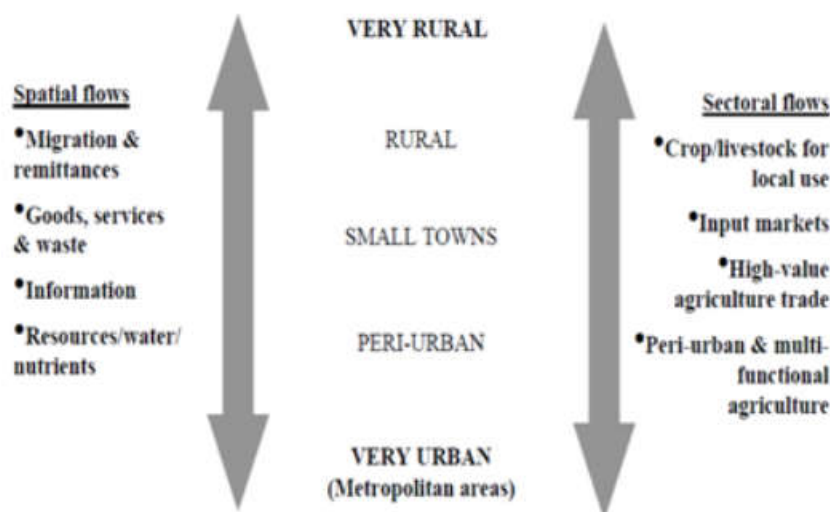 VERY RURAL
Spatial flows
•Migration &
remittances
•Goods, services
& waste
•Information
•Resources/water/
nutrients
RURAL
SMALL TOWNS
PERI-URBAN
VERY URBAN
(Metropolitan areas)
Sectoral flows
•Crop/livestock for
local use
•Input markets
•High-value
agriculture trade
•Peri-urban & multi-
functional
agriculture